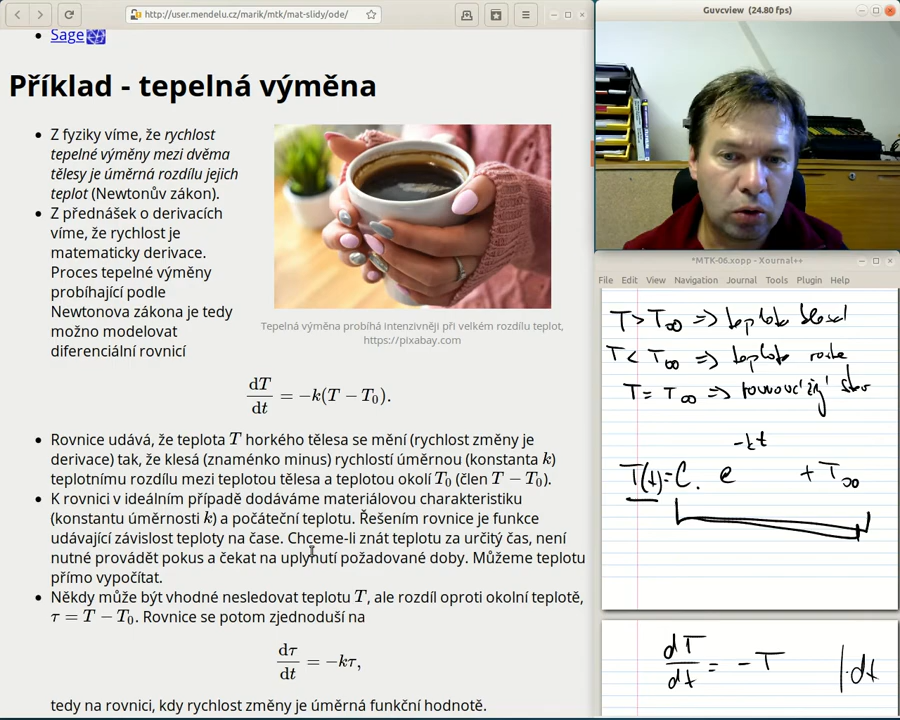 http://user.mendelu.cz/marik/mtk/mat-slidy/ode/
Guvcview (24.80 fps)
Sage
Příklad - tepelná výměna
Z fyziky víme, že rychlost
tepelné výměny mezi dvěma
tělesy je úměrná rozdílu jejich
teplot (Newtonův zákon).
Z přednášek o derivacích
víme, že rychlost je
matematicky derivace.
Proces tepelné výměny
probíhající podle
Newtonova zákona je tedy
možno modelovat
diferenciální rovnicí
Tepelná výměna probíhá intenzivněji při velkém rozdílu teplot,
https://pixabay.com
dT/dt = −k(T − T₀).
Rovnice udává, že teplota T horkého tělesa se mění (rychlost změny je
derivace) tak, že klesá (znaménko minus) rychlostí úměrnou (konstanta k)
teplotnímu rozdílu mezi teplotou tělesa a teplotou okolí T₀ (člen T − T₀).
K rovnici v ideálním případě dodáváme materiálovou charakteristiku
(konstantu úměrnosti k) a počáteční teplotu. Řešením rovnice je funkce
udávající závislost teploty na čase. Chceme-li znát teplotu za určitý čas, není
nutné provádět pokus a čekat na uplynutí požadované doby. Můžeme teplotu
přímo vypočítat.
Někdy může být vhodné nesledovat teplotu T, ale rozdíl oproti okolní teplotě,
τ = T − T₀. Rovnice se potom zjednoduší na
dτ/dt = −kτ,
tedy na rovnici, kdy rychlost změny je úměrná funkční hodnotě.
*MTK-06.xopp - Xournal++
File Edit View Navigation Journal Tools Plugin Help
T > T∞ => teplota klesá
T < T∞ => teplota roste
T = T∞ => rovnovážný stav
T(t) = C. e^(−kt) + T∞
dT/dt = −T |·dt